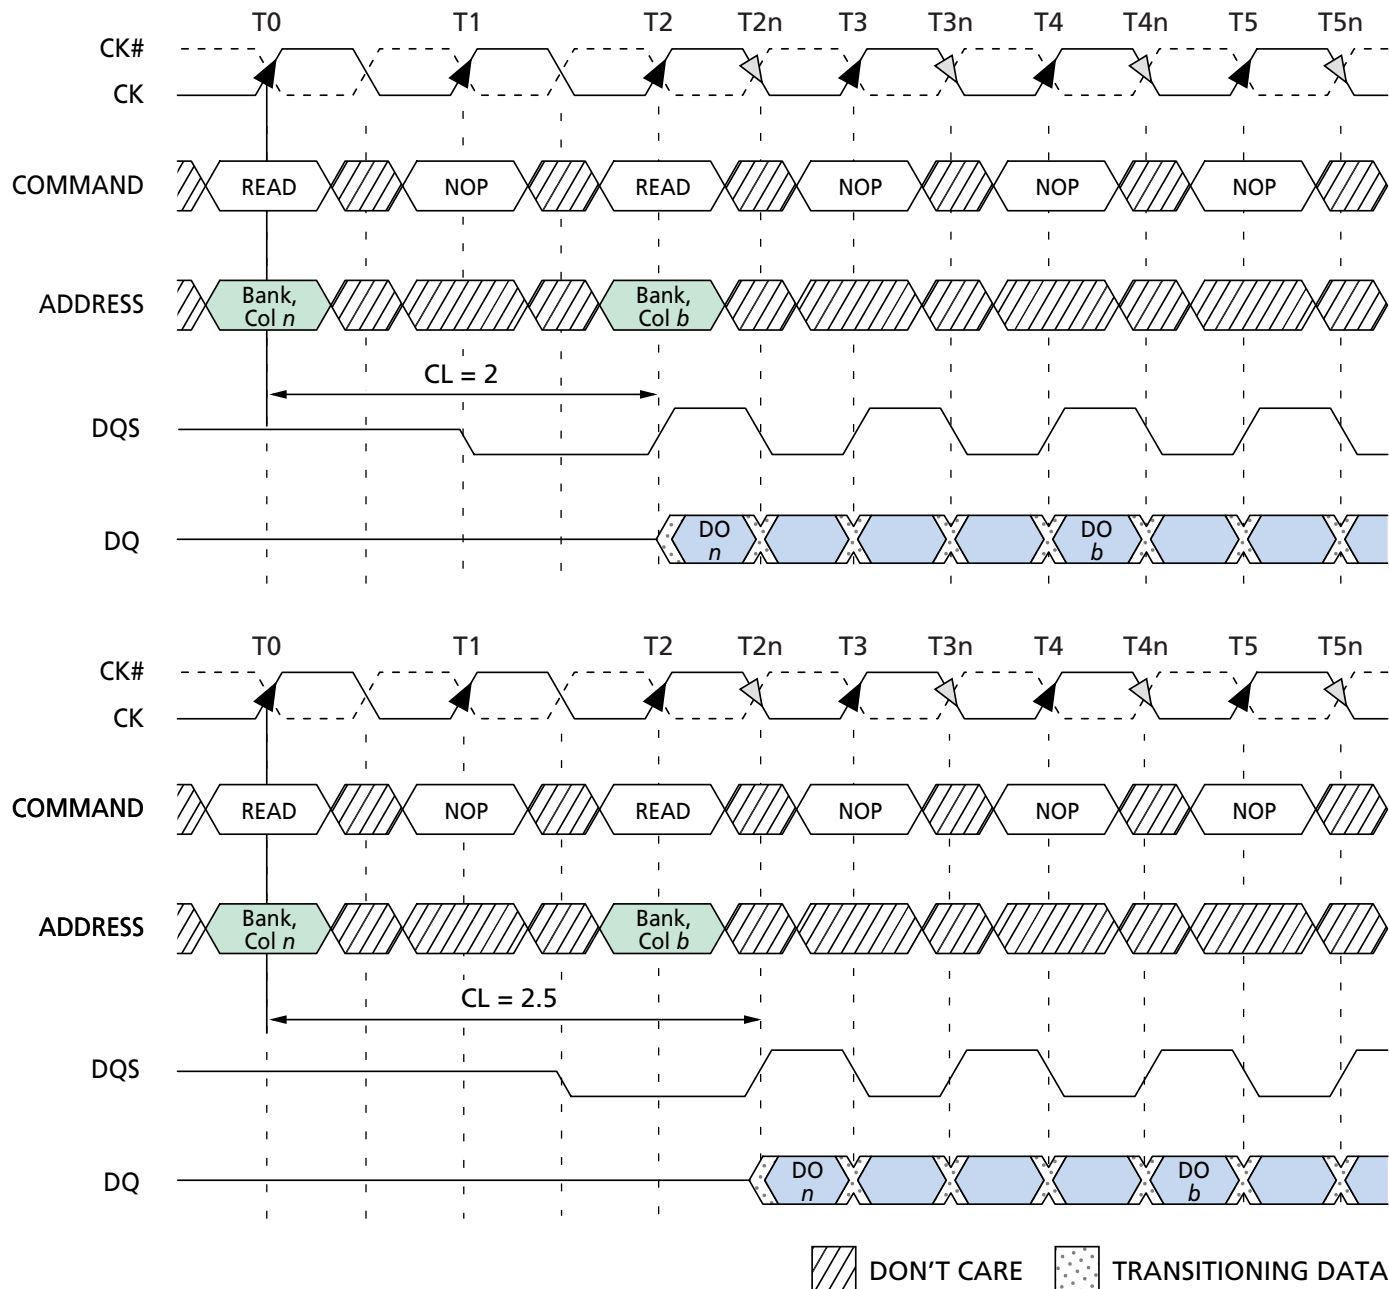 T0 T1 T2 T2n T3 T3n T4 T4n T5 T5n
CK#
CK
COMMAND READ NOP READ NOP NOP NOP
ADDRESS Bank, Col n Bank, Col b
CL = 2
DQS
DQ DO n DO b
T0 T1 T2 T2n T3 T3n T4 T4n T5 T5n
CK#
CK
COMMAND READ NOP READ NOP NOP NOP
ADDRESS Bank, Col n Bank, Col b
CL = 2.5
DQS
DQ DO n DO b
DON'T CARE TRANSITIONING DATA